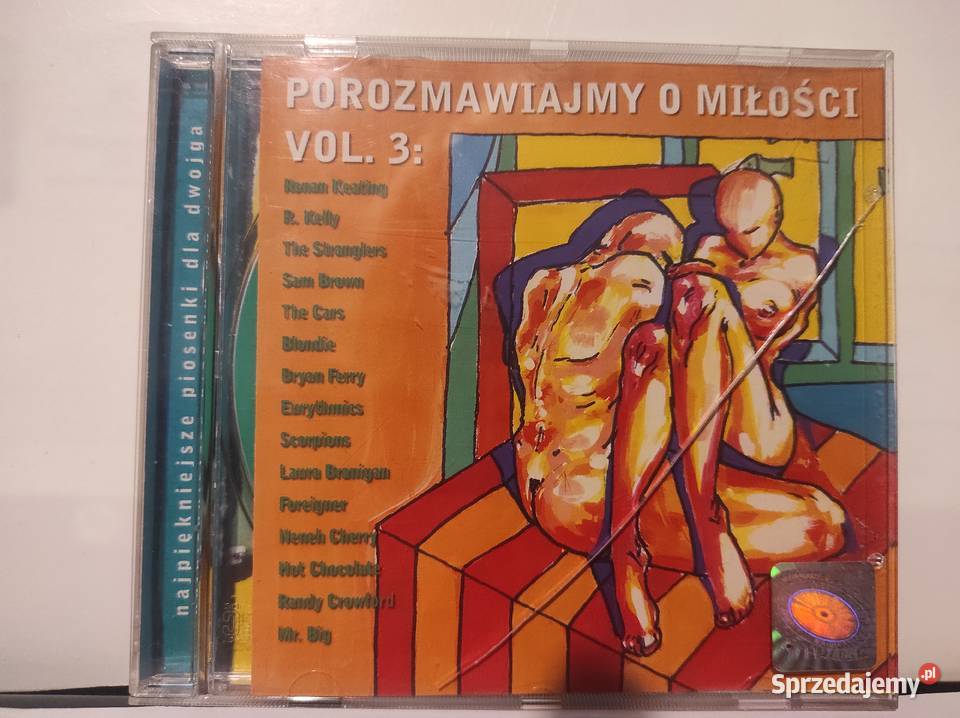 POROZMAWIAJMY O MIŁOŚCI
VOL. 3:
Ronan Keating
R. Kelly
The Stranglers
Sam Brown
The Cars
Blondie
Bryan Ferry
Eurythmics
Scorpions
Laura Branigan
Foreigner
Neneh Cherry
Hot Chocolate
Randy Crawford
Mr. Big
najpiękniejsze piosenki dla dwojga
Sprzedajemy.pl